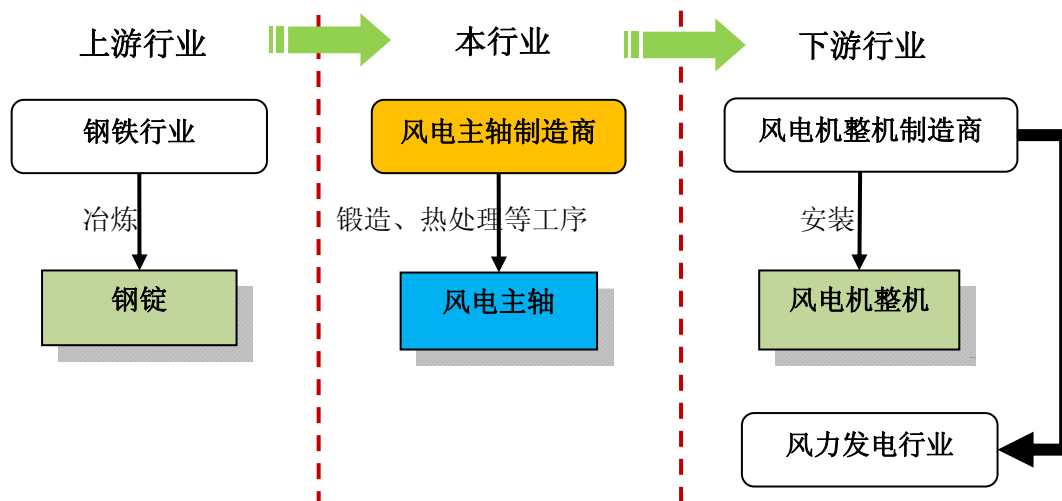 上游行业
本行业
下游行业
钢铁行业
风电主轴制造商
风电机整机制造商
冶炼
锻造、热处理等工序
安装
钢锭
风电主轴
风电机整机
风力发电行业